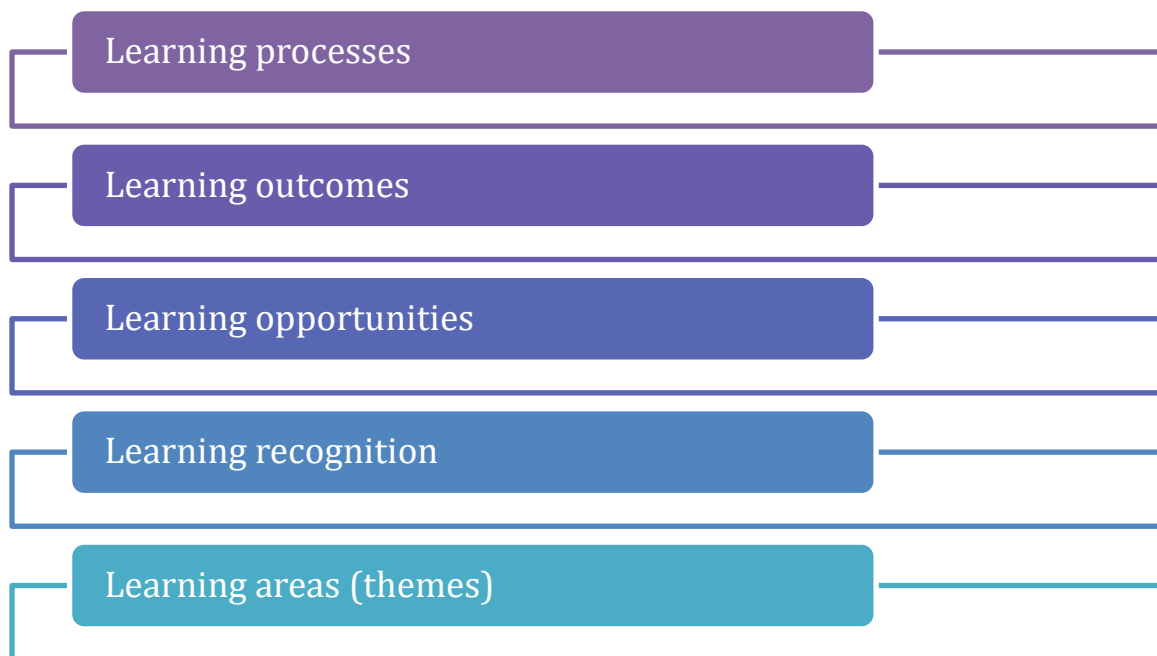 Learning processes
Learning outcomes
Learning opportunities
Learning recognition
Learning areas (themes)